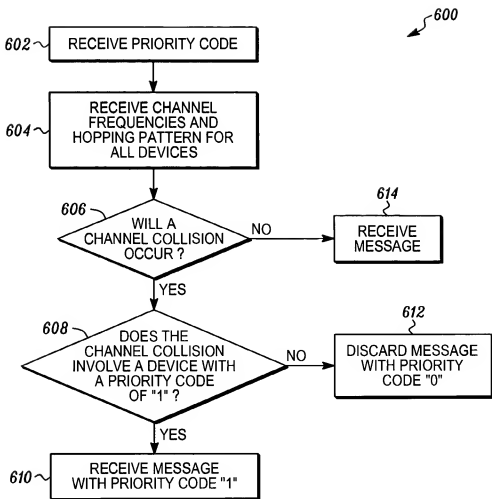 600
602
RECEIVE PRIORITY CODE
604
RECEIVE CHANNEL
FREQUENCIES AND
HOPPING PATTERN FOR
ALL DEVICES
606
WILL A
CHANNEL COLLISION
OCCUR ?
NO
614
RECEIVE
MESSAGE
YES
608
DOES THE
CHANNEL COLLISION
INVOLVE A DEVICE WITH
A PRIORITY CODE
OF "1" ?
NO
612
DISCARD MESSAGE
WITH PRIORITY
CODE "0"
YES
610
RECEIVE MESSAGE
WITH PRIORITY CODE "1"